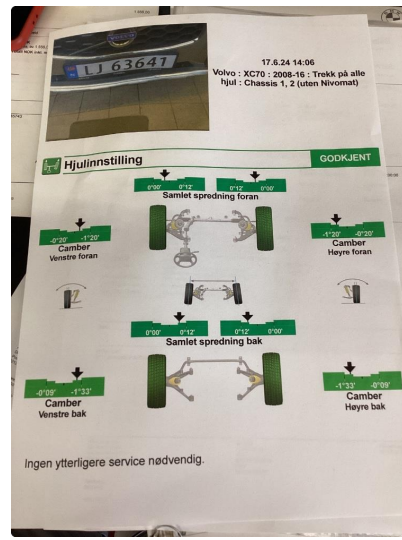 LJ 63641
17.6.24 14:06
Volvo : XC70 : 2008-16 : Trekk på alle
hjul : Chassis 1, 2 (uten Nivomat)
Hjulinnstilling
GODKJENT
0°00' 0°12' 0°12' 0°00'
Samlet spredning foran
-0°20' -1°20'
Camber
Venstre foran
-1°20' -0°20'
Camber
Høyre foran
0°00' 0°12' 0°12' 0°00'
Samlet spredning bak
-0°09' -1°33'
Camber
Venstre bak
-1°33' -0°09'
Camber
Høyre bak
Ingen ytterligere service nødvendig.